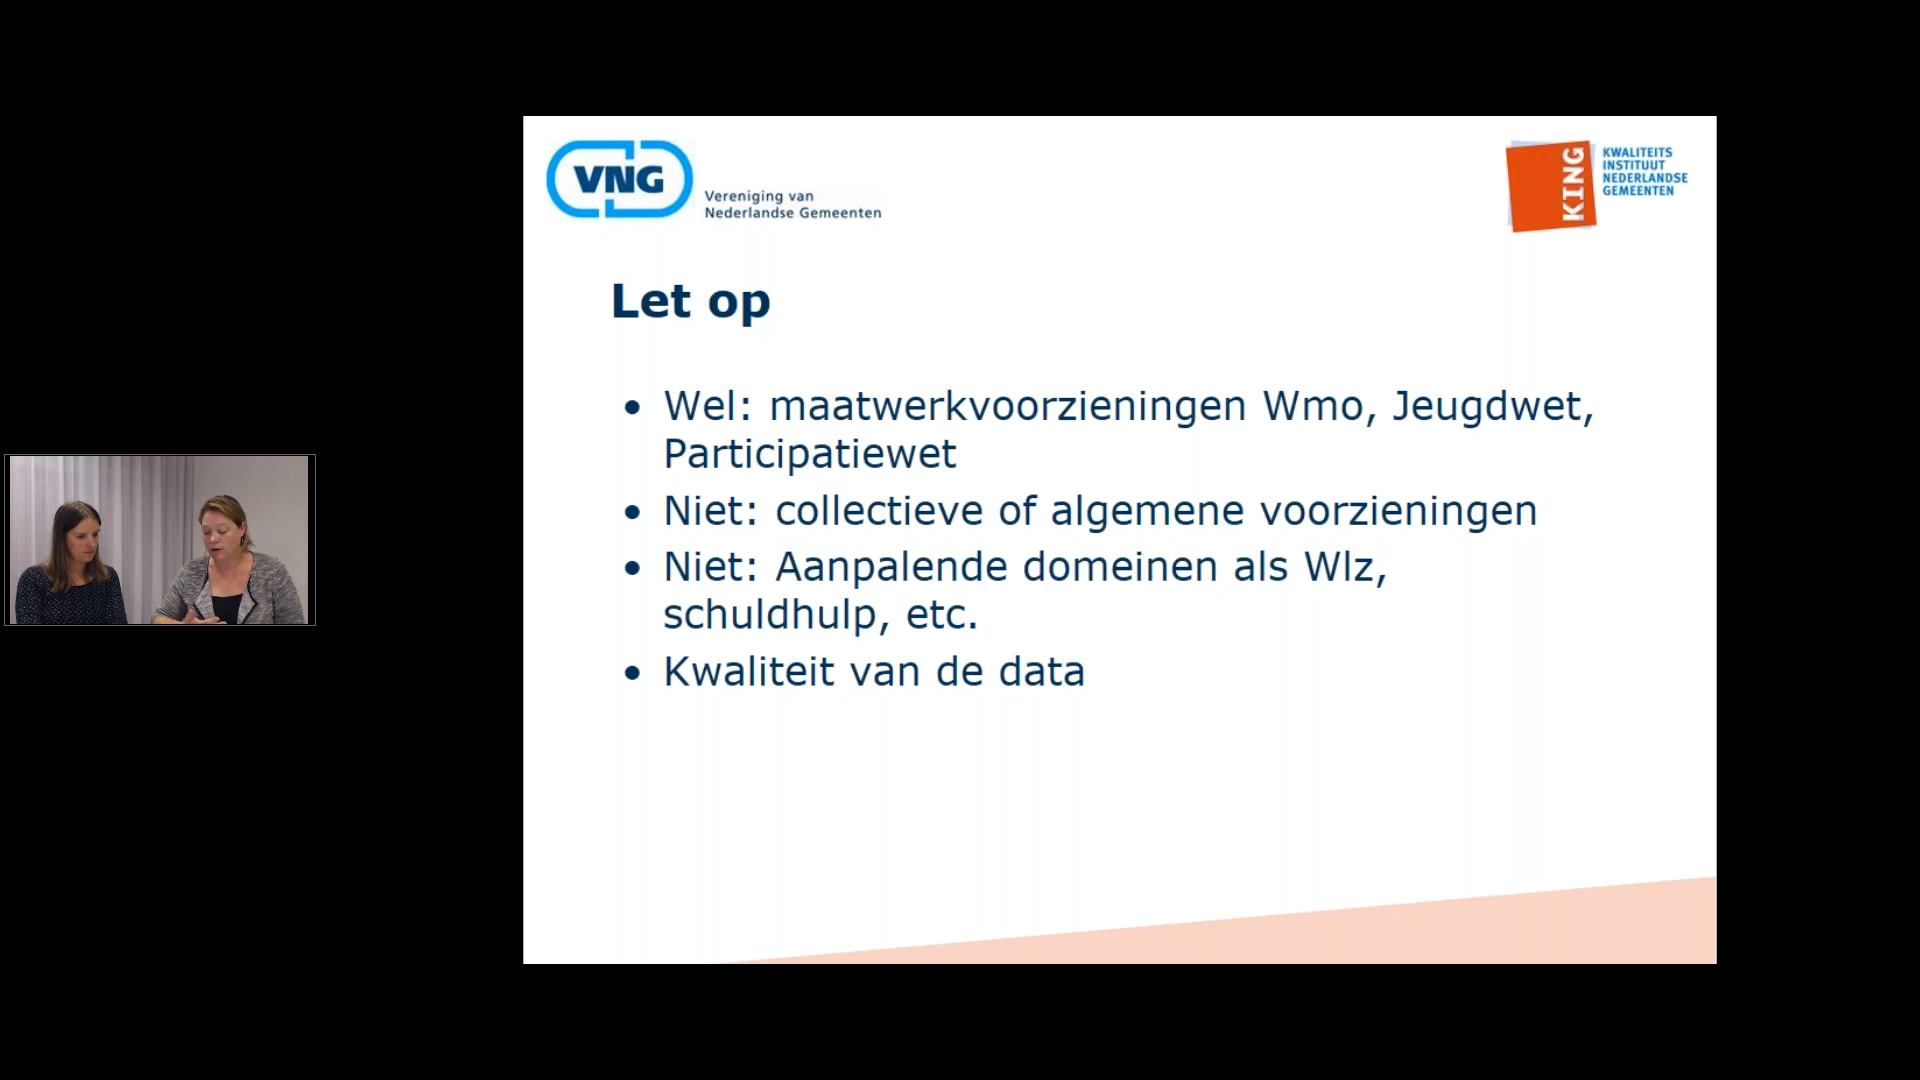 VNG
Vereniging van
Nederlandse Gemeenten
KING
KWALITEITS
INSTITUUT
NEDERLANDSE
GEMEENTEN
Let op
• Wel: maatwerkvoorzieningen Wmo, Jeugdwet,
Participatiewet
• Niet: collectieve of algemene voorzieningen
• Niet: Aanpalende domeinen als Wlz,
schuldhulp, etc.
• Kwaliteit van de data